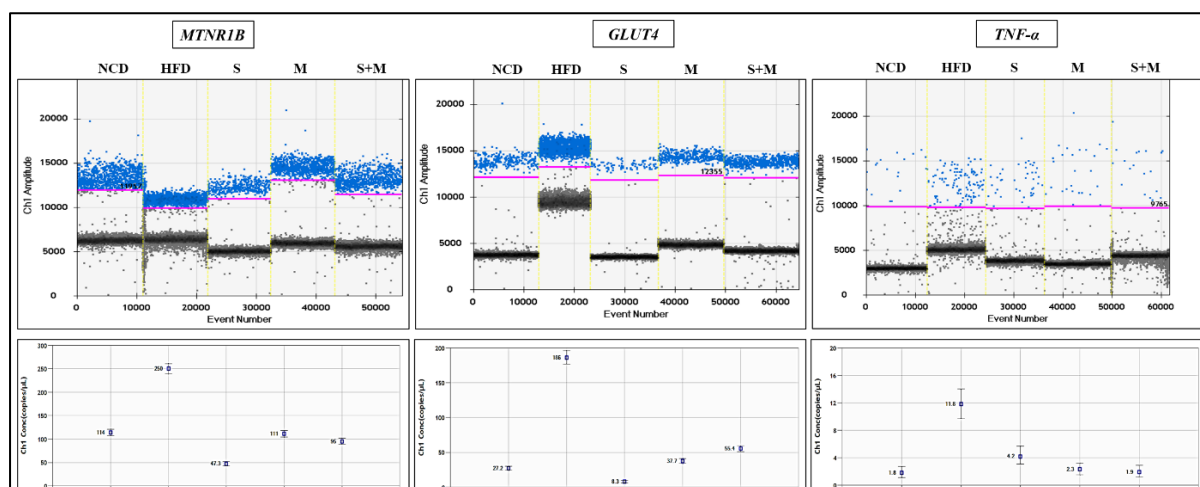 MTNR1B
GLUT4
TNF-α
NCD HFD S M S+M
NCD HFD S M S+M
NCD HFD S M S+M
Ch1 Amplitude
20000
15000
10000
5000
0
0 10000 20000 30000 40000 50000
Event Number
Ch1 Amplitude
20000
15000
10000
5000
0
12355
0 10000 20000 30000 40000 50000 60000
Event Number
Ch1 Amplitude
20000
15000
10000
5000
0
9765
0 10000 20000 30000 40000 50000 60000
Event Number
Ch1 Conc(copies/µL)
300
250
200
150
100
50
0
114
250
47.3
111
95
Ch1 Conc(copies/µL)
200
150
100
50
0
27.2
186
8.3
37.7
55.4
Ch1 Conc(copies/µL)
20
16
12
8
4
0
1.8
11.8
4.2
2.3
1.9